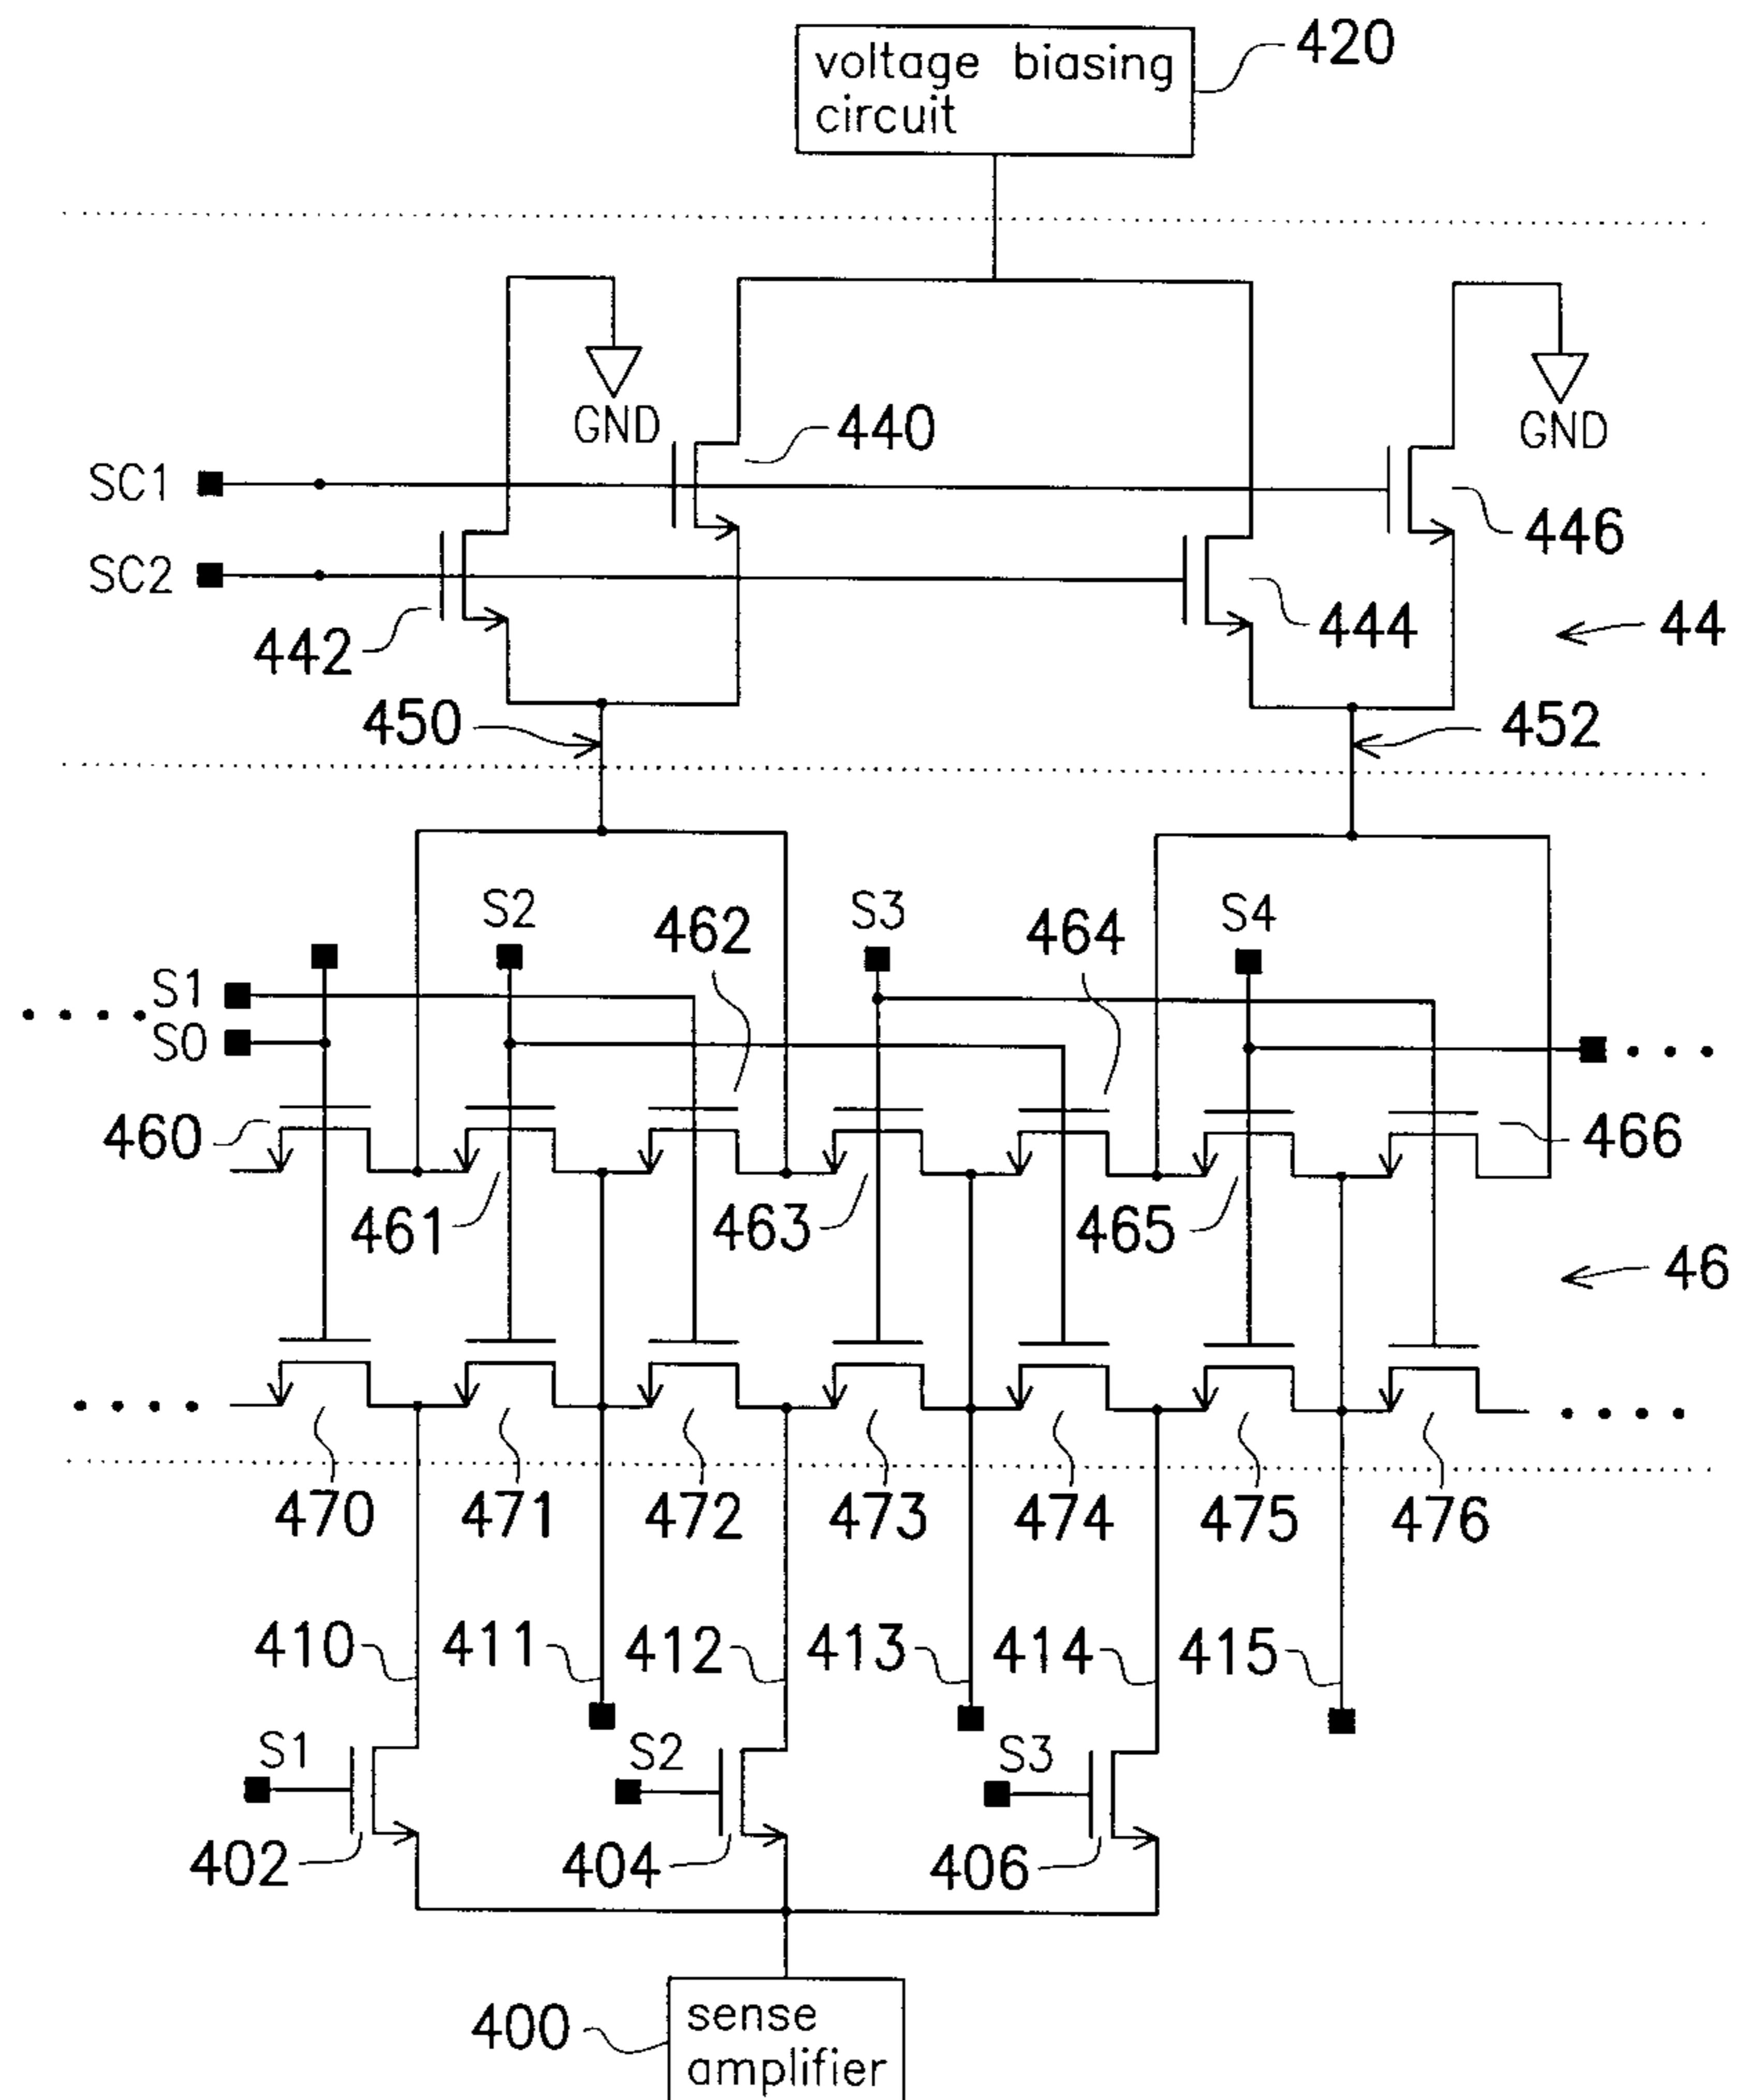 voltage biasing
circuit
420
GND
440
GND
SC1
446
SC2
444
44
442
450
452
S2
462
S3
464
S4
S1
S0
460
461
463
465
466
46
470
471
472
473
474
475
476
410
411
412
413
414
415
S1
S2
S3
402
404
406
400
sense
amplifier